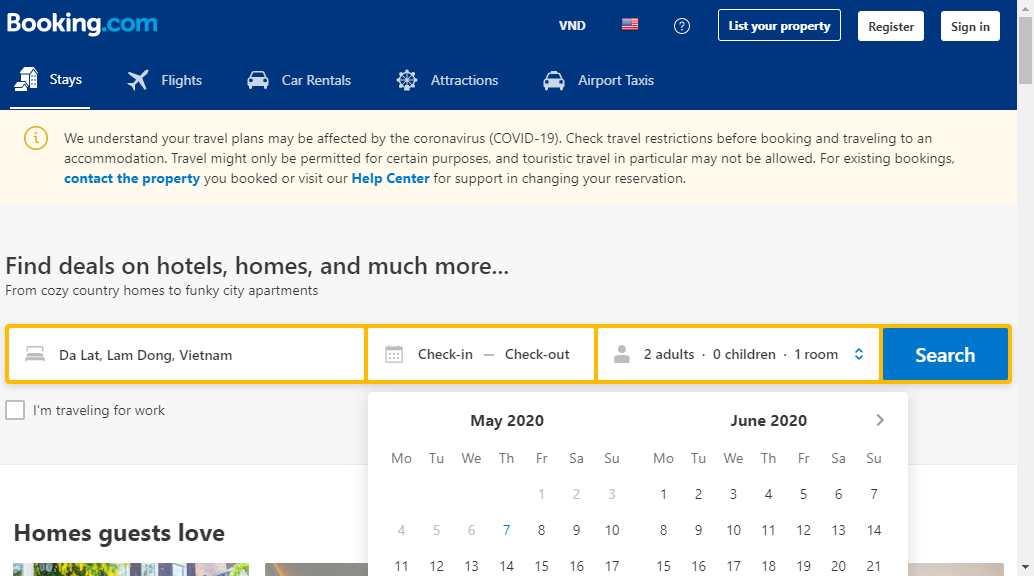 Booking.com
VND
List your property
Register
Sign in
Stays
Flights
Car Rentals
Attractions
Airport Taxis
We understand your travel plans may be affected by the coronavirus (COVID-19). Check travel restrictions before booking and traveling to an
accommodation. Travel might only be permitted for certain purposes, and touristic travel in particular may not be allowed. For existing bookings,
contact the property you booked or visit our Help Center for support in changing your reservation.
Find deals on hotels, homes, and much more...
From cozy country homes to funky city apartments
Da Lat, Lam Dong, Vietnam
Check-in — Check-out
2 adults · 0 children · 1 room
Search
I'm traveling for work
May 2020
Mo Tu We Th Fr Sa Su
1 2 3
4 5 6 7 8 9 10
11 12 13 14 15 16 17
June 2020
Mo Tu We Th Fr Sa Su
1 2 3 4 5 6 7
8 9 10 11 12 13 14
15 16 17 18 19 20 21
Homes guests love